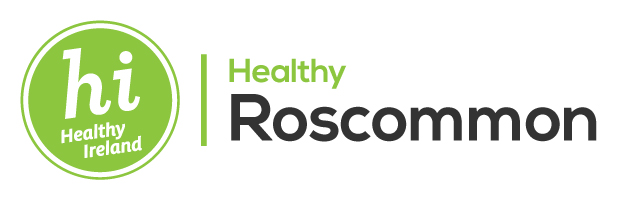 hi
Healthy
Ireland
Healthy
Roscommon